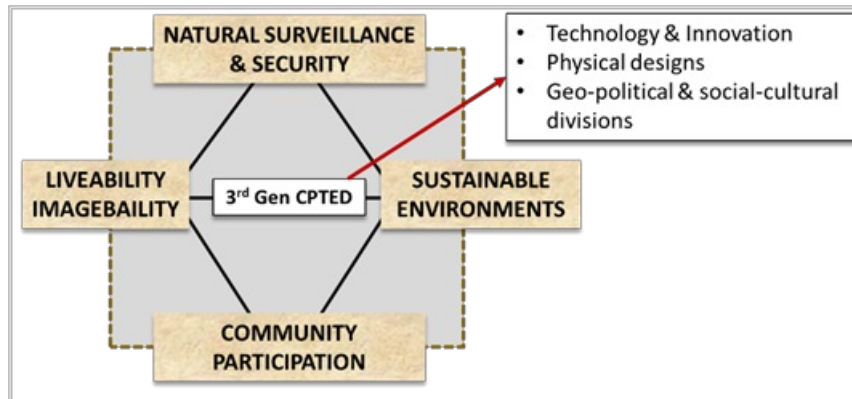 NATURAL SURVEILLANCE
& SECURITY
• Technology & Innovation
• Physical designs
• Geo-political & social-cultural
divisions
LIVEABILITY
IMAGEBAILITY
3rd Gen CPTED
SUSTAINABLE
ENVIRONMENTS
COMMUNITY
PARTICIPATION